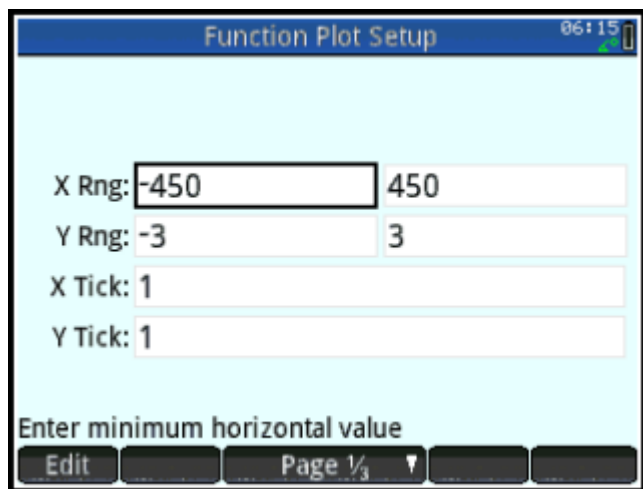 Function Plot Setup 06:15
X Rng: -450 450
Y Rng: -3 3
X Tick: 1
Y Tick: 1
Enter minimum horizontal value
Edit Page ⅓